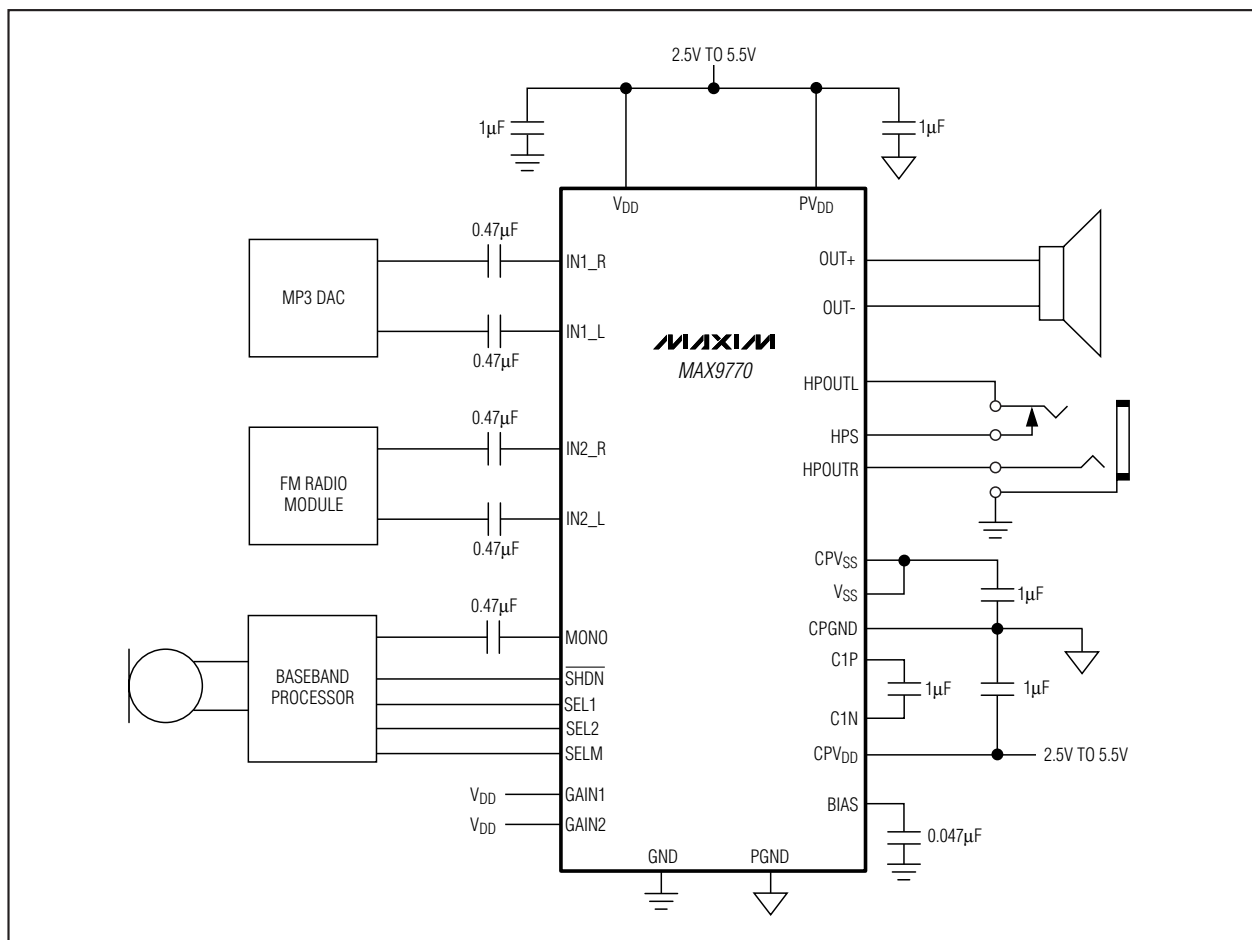 2.5V TO 5.5V
1µF
1µF
VDD
PVDD
0.47µF
IN1_R
MP3 DAC
IN1_L
0.47µF
MAXIM
MAX9770
OUT+
OUT-
HPOUTL
HPS
HPOUTR
0.47µF
IN2_R
FM RADIO
MODULE
IN2_L
0.47µF
CPVSS
VSS
1µF
CPGND
0.47µF
MONO
BASEBAND
PROCESSOR
SHDN
SEL1
SEL2
SELM
C1P
1µF
C1N
1µF
CPVDD
2.5V TO 5.5V
VDD
GAIN1
VDD
GAIN2
BIAS
0.047µF
GND
PGND